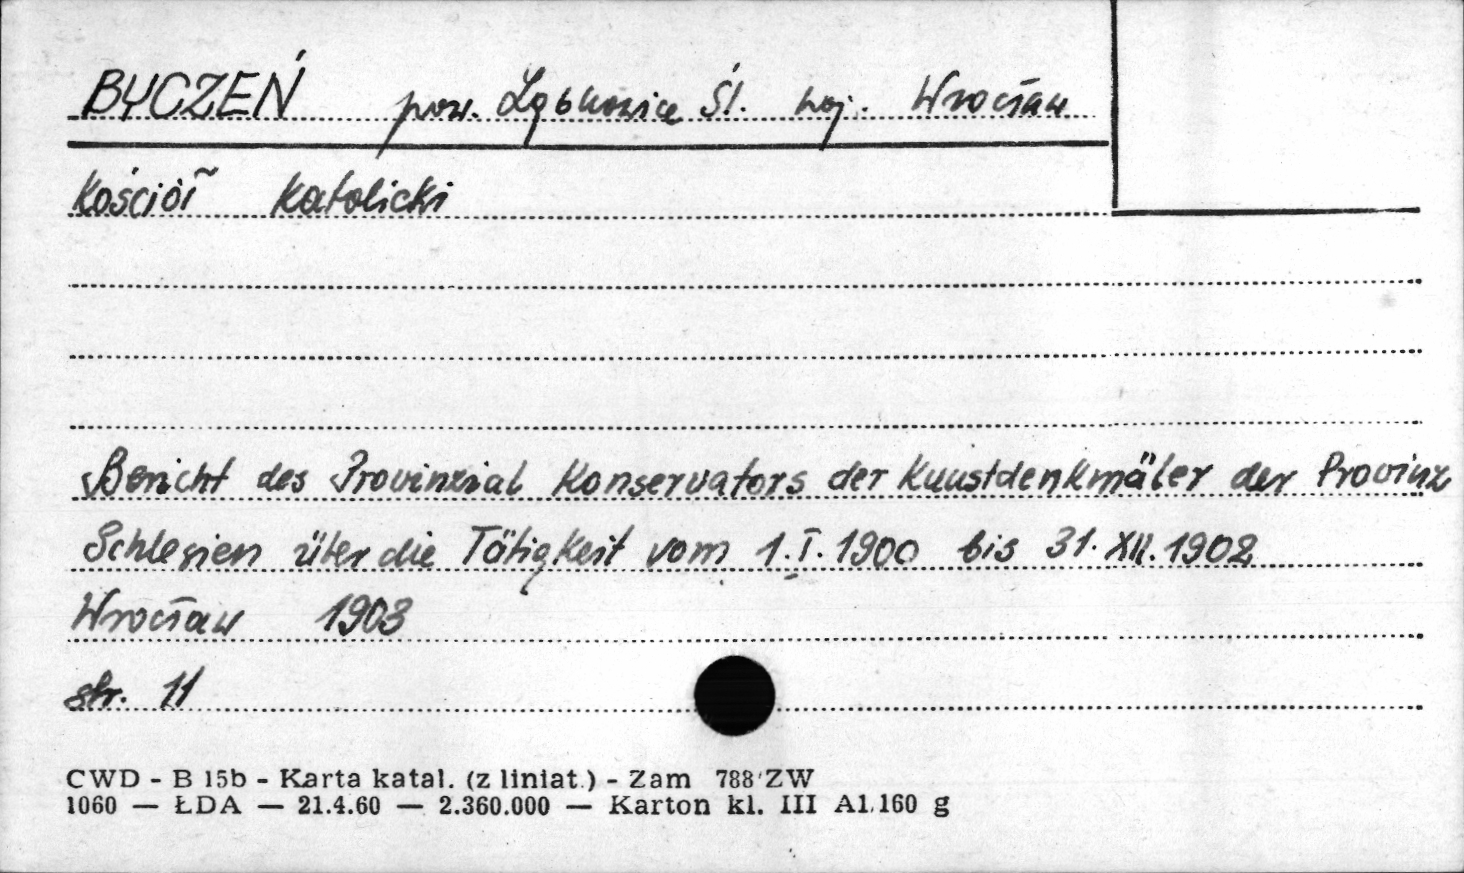 BYCZEŃ pow. Ząbkowice Śl. woj. Wrocław
Kościół Katolicki
Bericht des Provinzial Konservators der Kunstdenkmäler der Provinz
Schlesien über die Tätigkeit vom 1.I.1900 bis 31.XII.1902
Wrocław 1903
str. 11
CWD - B 15b - Karta katal. (z liniat.) - Zam 788/ZW
1060 — ŁDA — 21.4.60 — 2.360.000 — Karton kl. III A1.160 g